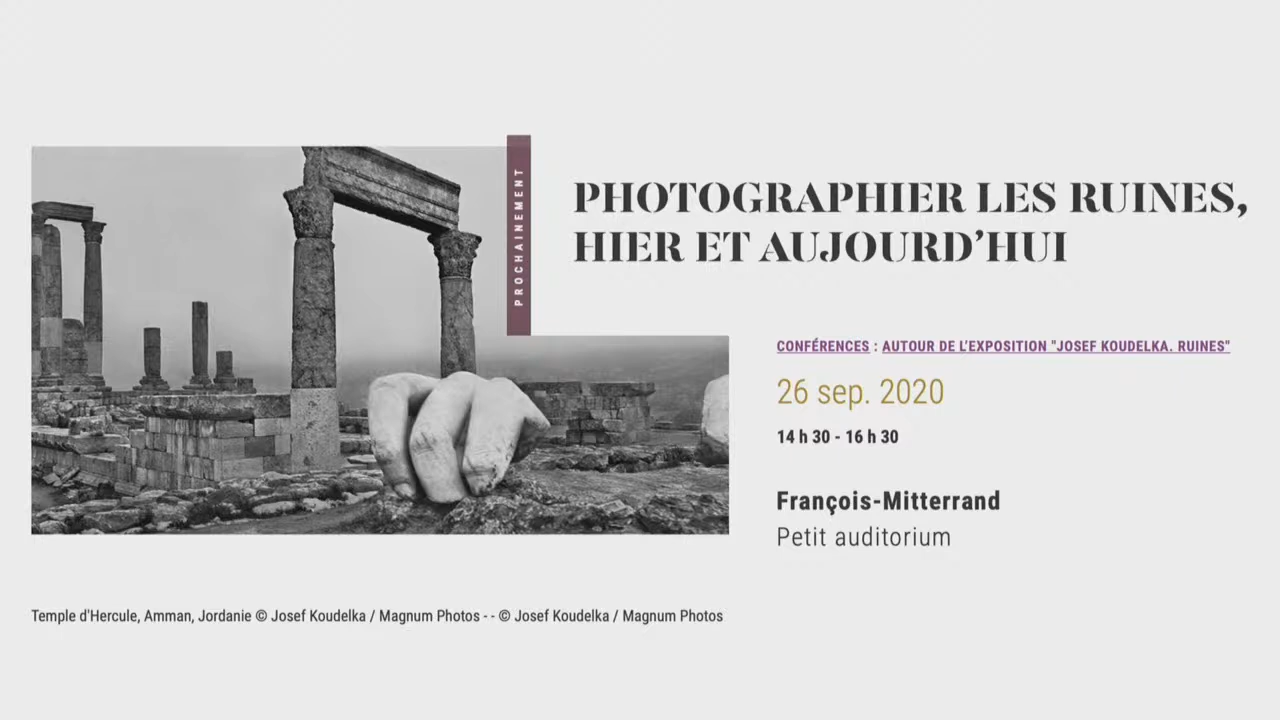 PROCHAINEMENT
PHOTOGRAPHIER LES RUINES,
HIER ET AUJOURD’HUI
CONFÉRENCES : AUTOUR DE L'EXPOSITION "JOSEF KOUDELKA. RUINES"
26 sep. 2020
14 h 30 - 16 h 30
François-Mitterrand
Petit auditorium
Temple d'Hercule, Amman, Jordanie © Josef Koudelka / Magnum Photos - - © Josef Koudelka / Magnum Photos